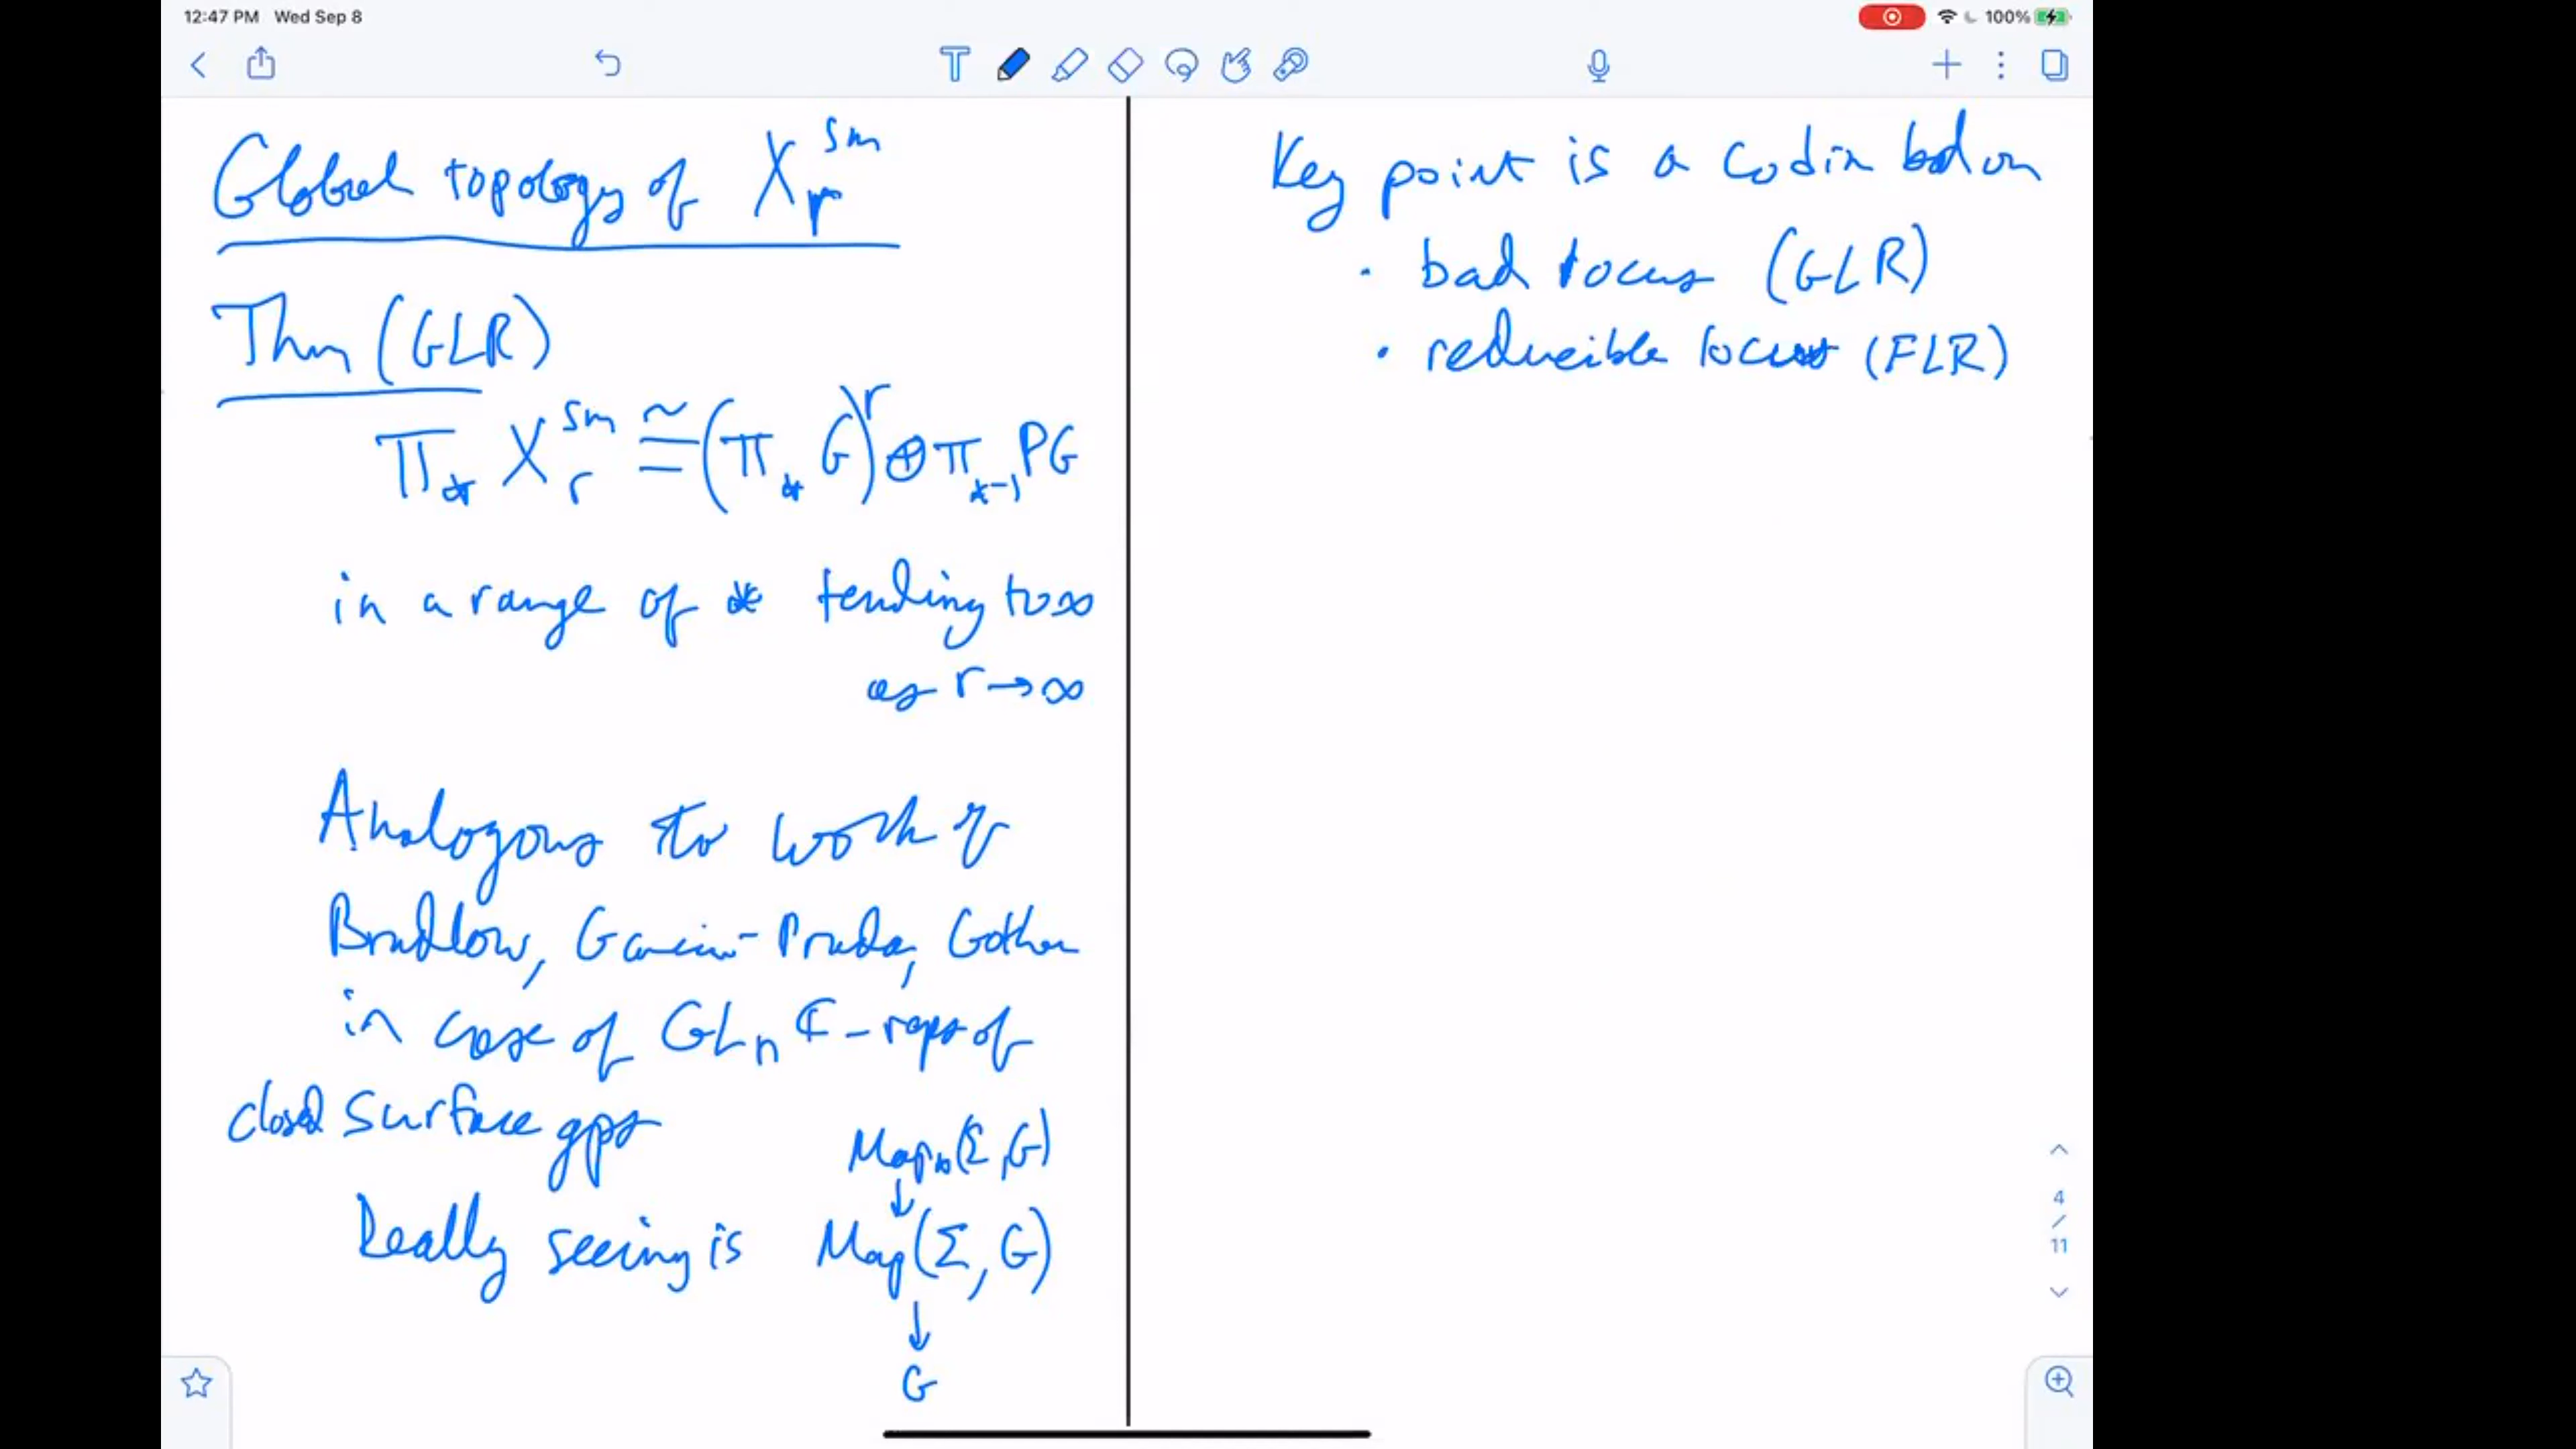 12:47 PM Wed Sep 8
100%
Global topology of X_r^sm
Thm (GLR)
π_* X_r^sm ≅ (π_* G)^r ⊕ π_{*-1} PG
in a range of * tending to ∞
as r → ∞
Analogous to work of
Bradlow, Garcia-Prada, Gothen
in case of GL_n ℂ - reps of
closed surface gps
Map_*(Σ, G)
↓
Really seeing is Map(Σ, G)
↓
G
Key point is a codim bd on
· bad locus (GLR)
· reducible locus (FLR)
4
/
11